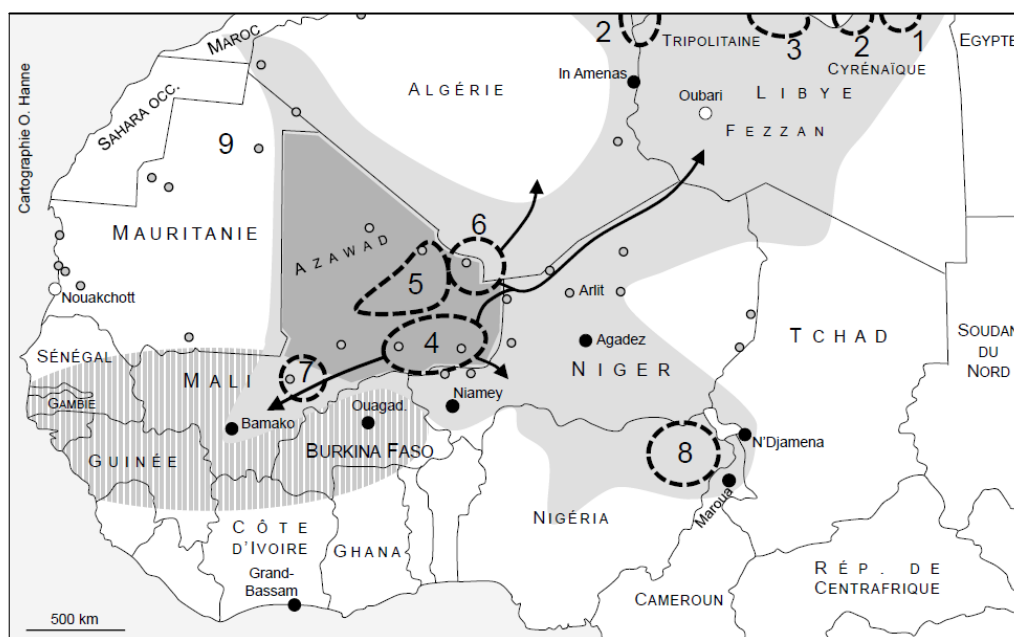 Cartographie O. Hanne
MAROC
2
TRIPOLITAINE
3
2
1
EGYPTE
CYRÉNAÏQUE
In Amenas
ALGÉRIE
LIBYE
Oubari
FEZZAN
SAHARA OCC.
9
MAURITANIE
6
AZAWAD
5
Nouakchott
Arlit
4
Agadez
TCHAD
SOUDAN
DU
NORD
SÉNÉGAL
7
MALI
NIGER
GAMBIE
Niamey
Bamako
Ouagad.
BURKINA FASO
N'Djamena
8
GUINÉE
Maroua
NIGÉRIA
CÔTE
D'IVOIRE
GHANA
RÉP. DE
CENTRAFRIQUE
Grand-
Bassam
CAMEROUN
500 km